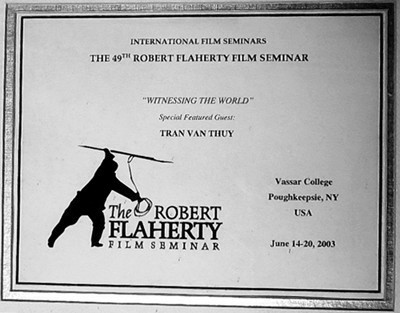 INTERNATIONAL FILM SEMINARS
THE 49TH ROBERT FLAHERTY FILM SEMINAR
"WITNESSING THE WORLD"
Special Featured Guest:
TRAN VAN THUY
The ROBERT
FLAHERTY
FILM SEMINAR
Vassar College
Poughkeepsie, NY
USA
June 14-20, 2003